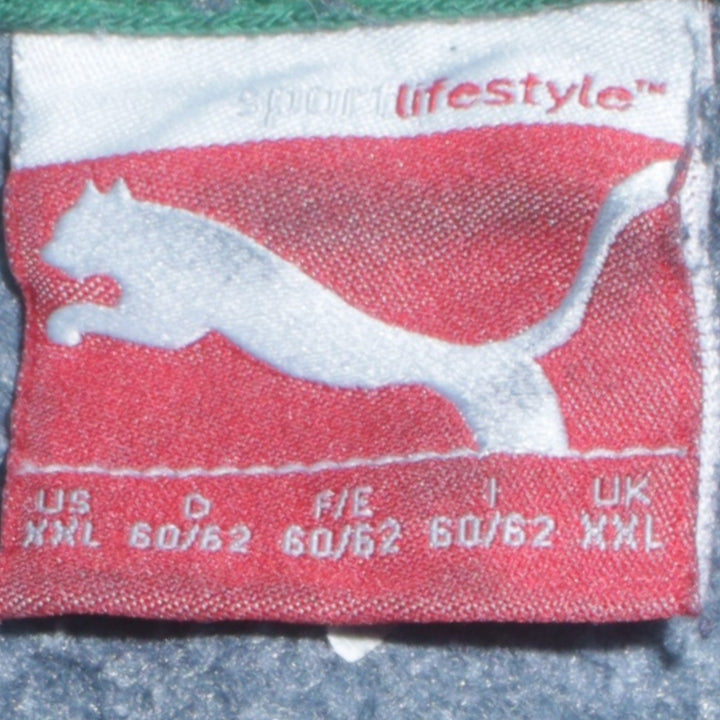 sportlifestyle™
US D F/E I UK
XXL 60/62 60/62 60/62 XXL